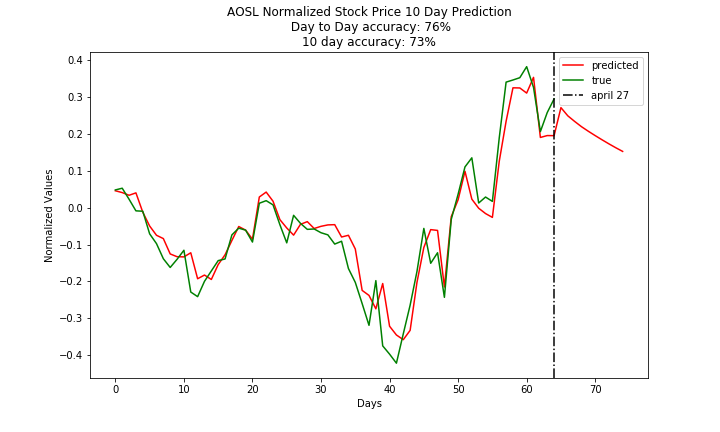 AOSL Normalized Stock Price 10 Day Prediction
Day to Day accuracy: 76%
10 day accuracy: 73%
predicted
true
april 27
Normalized Values
0.4
0.3
0.2
0.1
0.0
−0.1
−0.2
−0.3
−0.4
0 10 20 30 40 50 60 70
Days